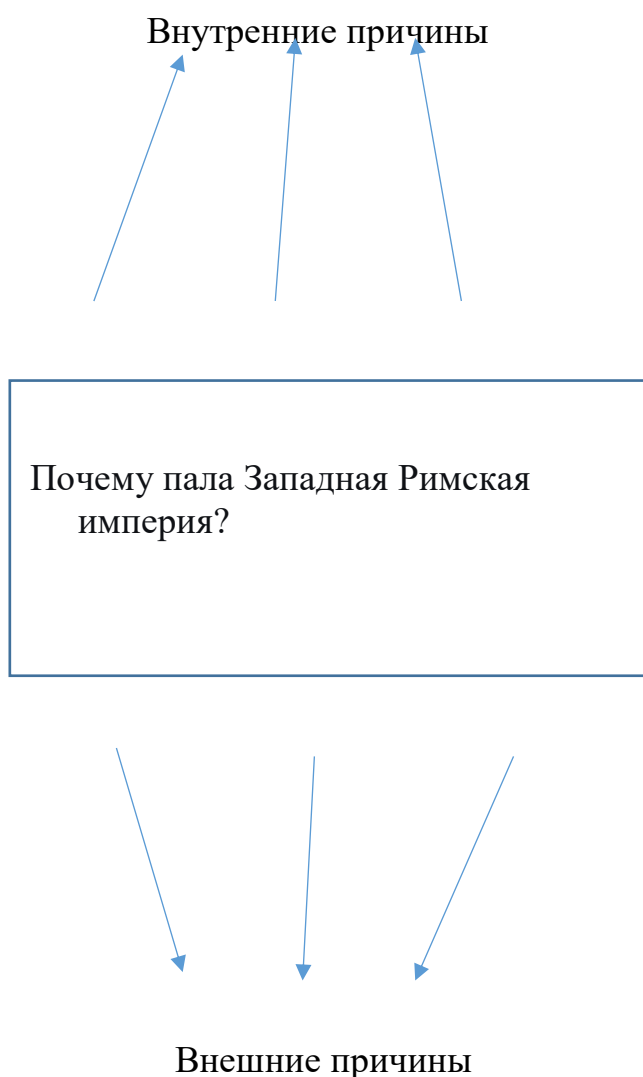 Внутренние причины
Почему пала Западная Римская
империя?
Внешние причины